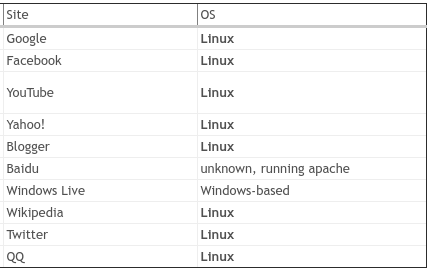 Site OS
Google Linux
Facebook Linux
YouTube Linux
Yahoo! Linux
Blogger Linux
Baidu unknown, running apache
Windows Live Windows-based
Wikipedia Linux
Twitter Linux
QQ Linux